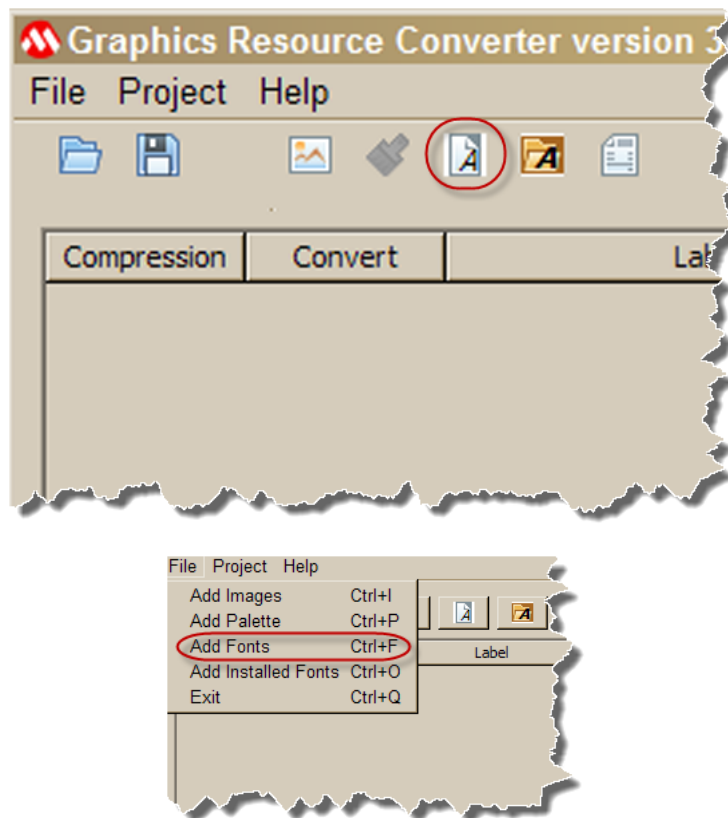 Graphics Resource Converter version 3
File Project Help
A A
Compression Convert Lab
File Project Help
Add Images Ctrl+I
Add Palette Ctrl+P
A A
Add Fonts Ctrl+F
Label
Add Installed Fonts Ctrl+O
Exit Ctrl+Q